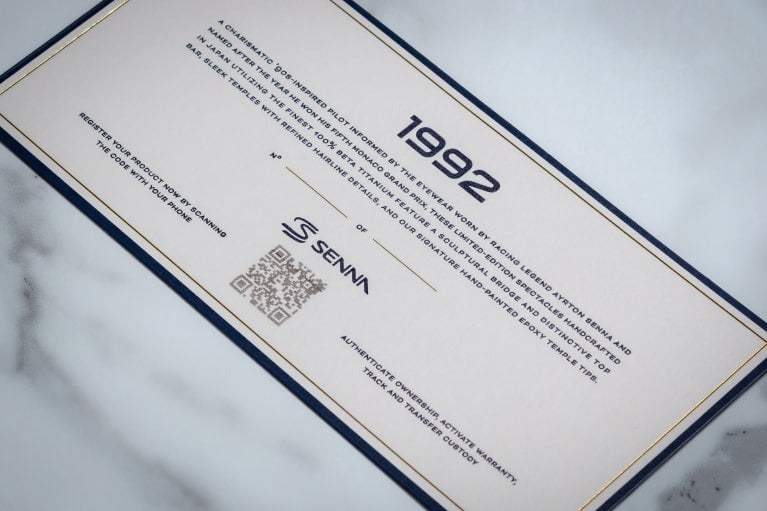 1992
A CHARISMATIC '90S-INSPIRED PILOT INFORMED BY THE EYEWEAR WORN BY RACING LEGEND AYRTON SENNA AND
NAMED AFTER THE YEAR HE WON HIS FIFTH MONACO GRAND PRIX, THESE LIMITED-EDITION SPECTACLES HANDCRAFTED
IN JAPAN UTILIZING THE FINEST 100% BETA TITANIUM FEATURE A SCULPTURAL BRIDGE AND DISTINCTIVE TOP
BAR, SLEEK TEMPLES WITH REFINED HAIRLINE DETAILS, AND OUR SIGNATURE HAND-PAINTED EPOXY TEMPLE TIPS.
Nº OF
SENNA
REGISTER YOUR PRODUCT NOW BY SCANNING
THE CODE WITH YOUR PHONE
AUTHENTICATE OWNERSHIP, ACTIVATE WARRANTY,
TRACK AND TRANSFER CUSTODY